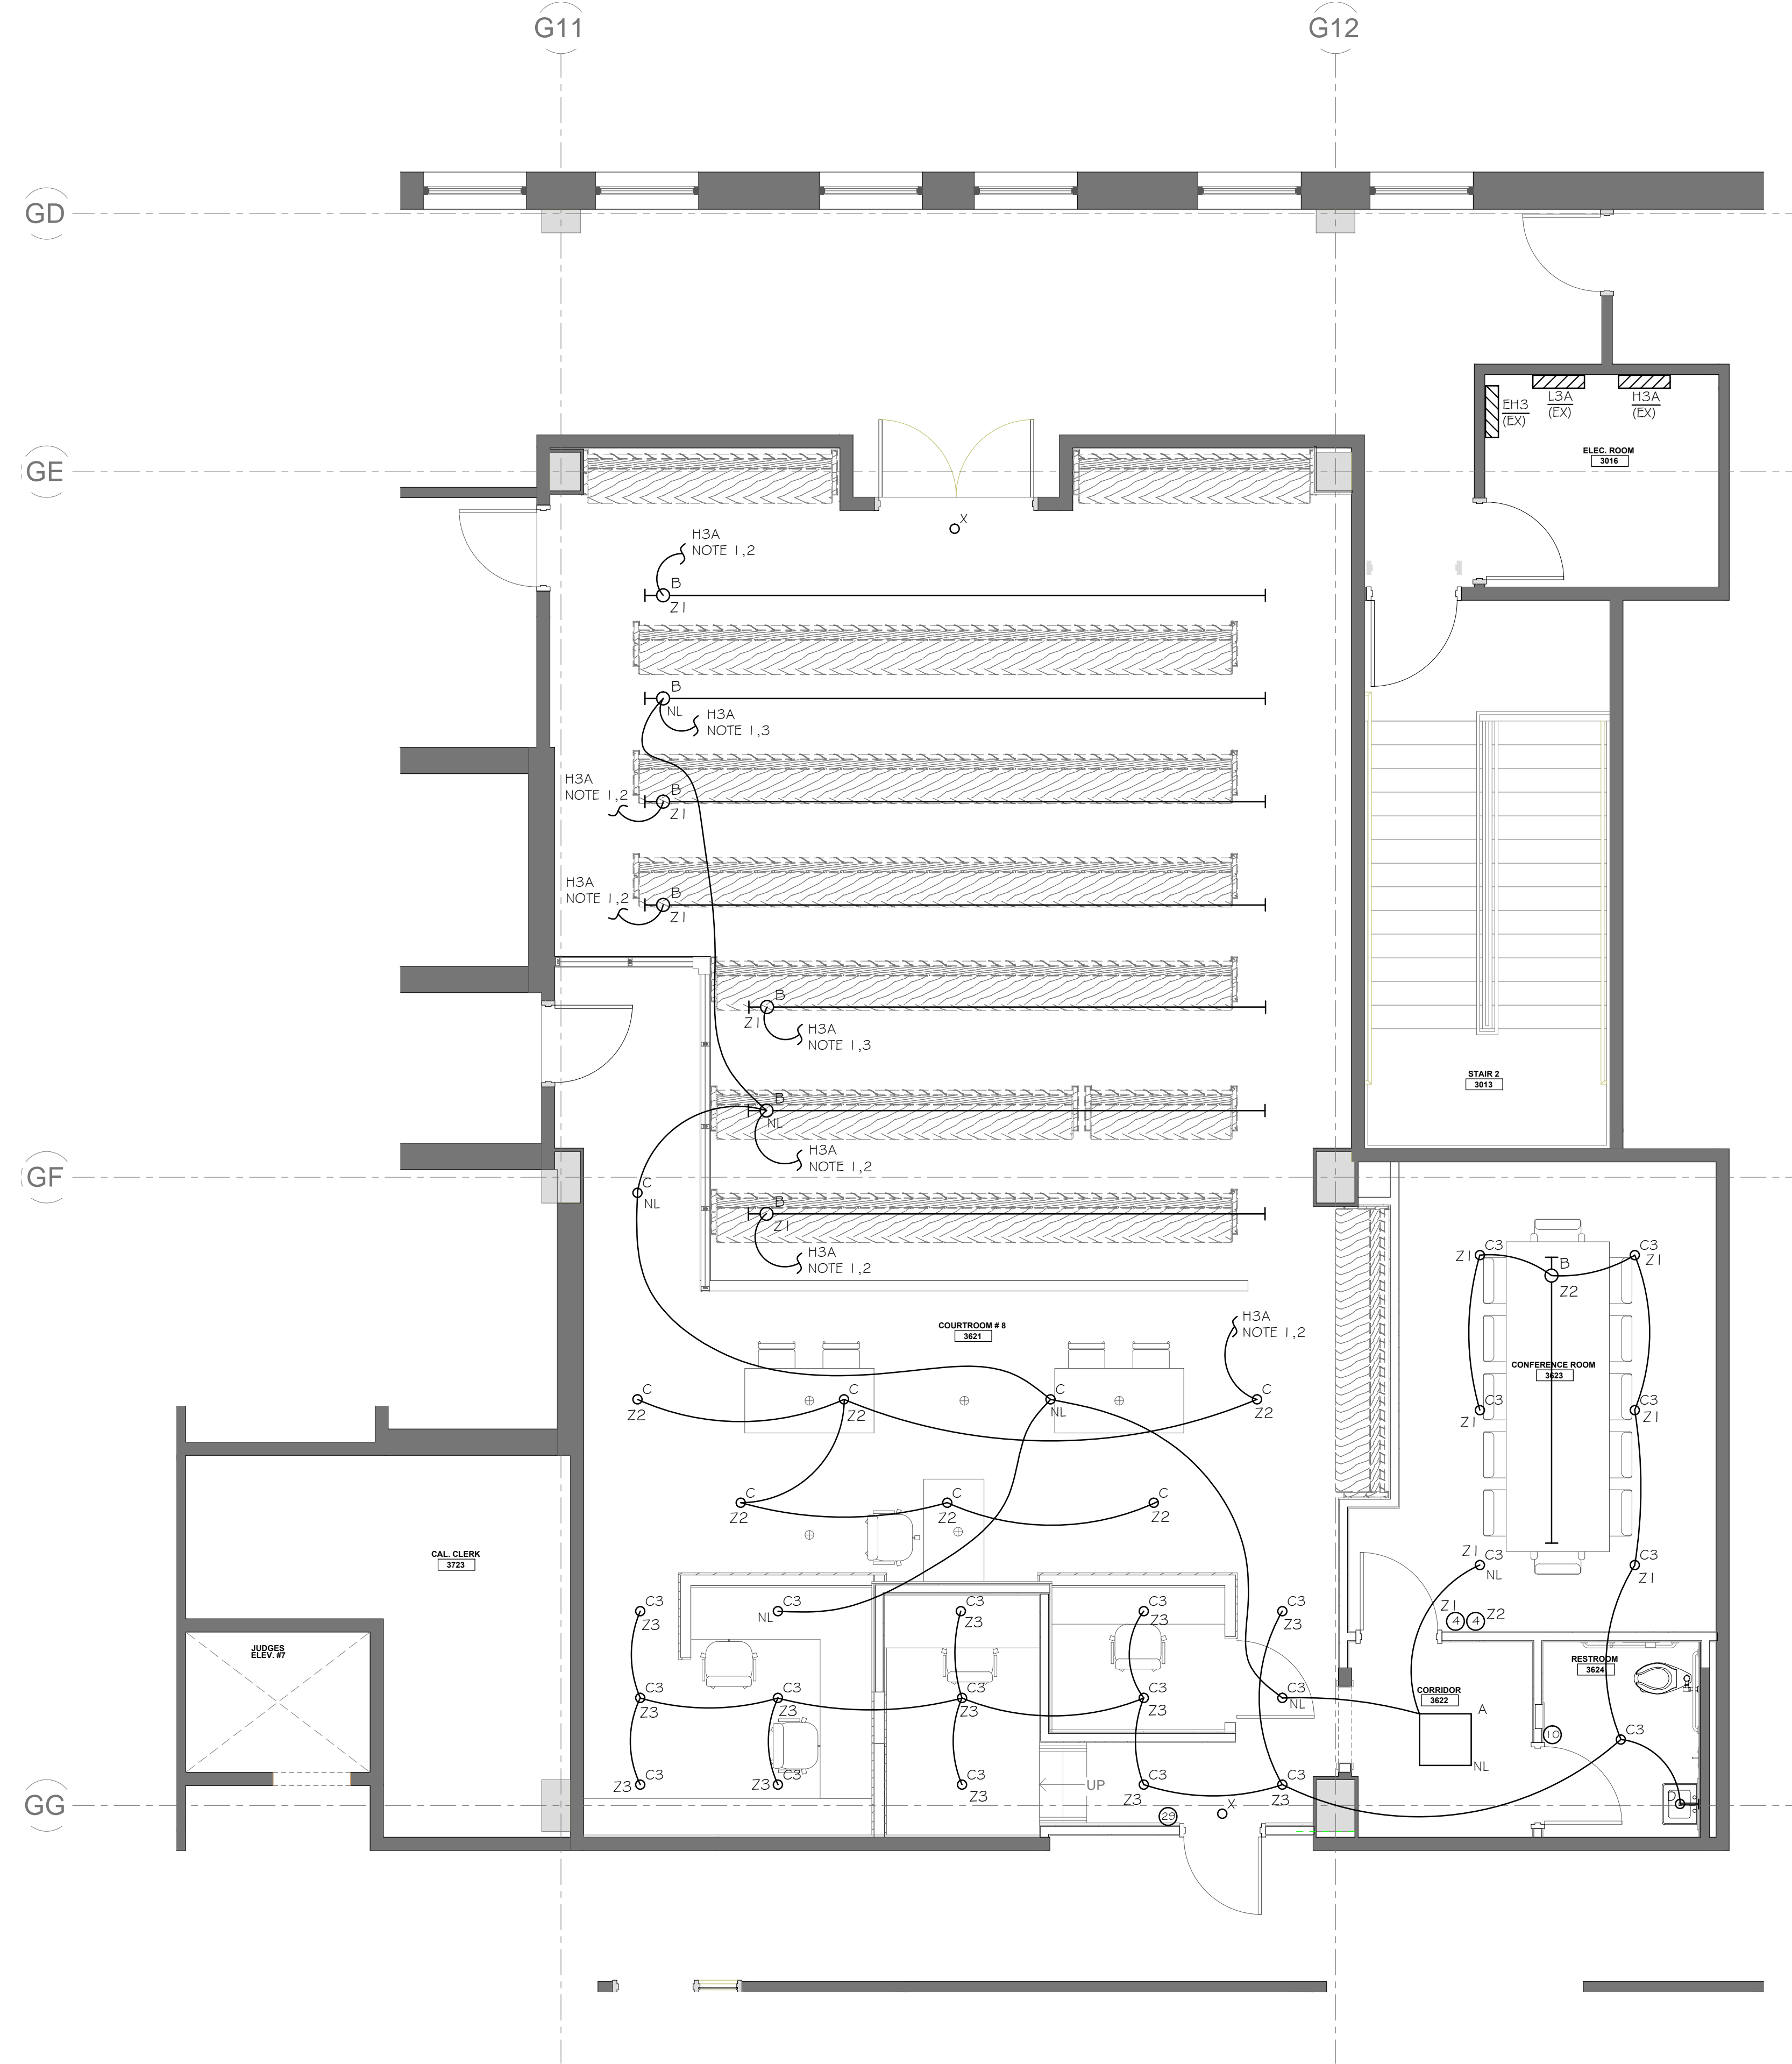 G11
G12
GD
EH3
(EX)
L3A
(EX)
H3A
(EX)
ELEC. ROOM
3016
GE
X
H3A
NOTE 1,2
B
Z1
B
NL
H3A
NOTE 1,3
H3A
NOTE 1,2
B
Z1
H3A
NOTE 1,2
B
Z1
B
Z1
H3A
NOTE 1,3
STAIR 2
3013
B
NL
H3A
NOTE 1,2
GF
C
NL
B
Z1
H3A
NOTE 1,2
C3
Z1
B
Z2
C3
Z1
COURTROOM # 8
3621
H3A
NOTE 1,2
CONFERENCE ROOM
3623
C
Z2
C
Z2
C
NL
C
Z2
C3
Z1
C3
Z1
C
Z2
C
Z2
C
Z2
CAL. CLERK
3723
Z1
C3
NL
C3
Z1
C3
Z3
C3
NL
C3
Z3
C3
Z3
C3
Z3
Z1
4
4
Z2
JUDGES
ELEV. #7
RESTROOM
3624
CORRIDOR
3622
C3
Z3
C3
Z3
C3
Z3
C3
Z3
C3
NL
A
NL
10
C3
C3
Z3
C3
Z3
C3
Z3
UP
C3
Z3
C3
Z3
D
GG
29
X